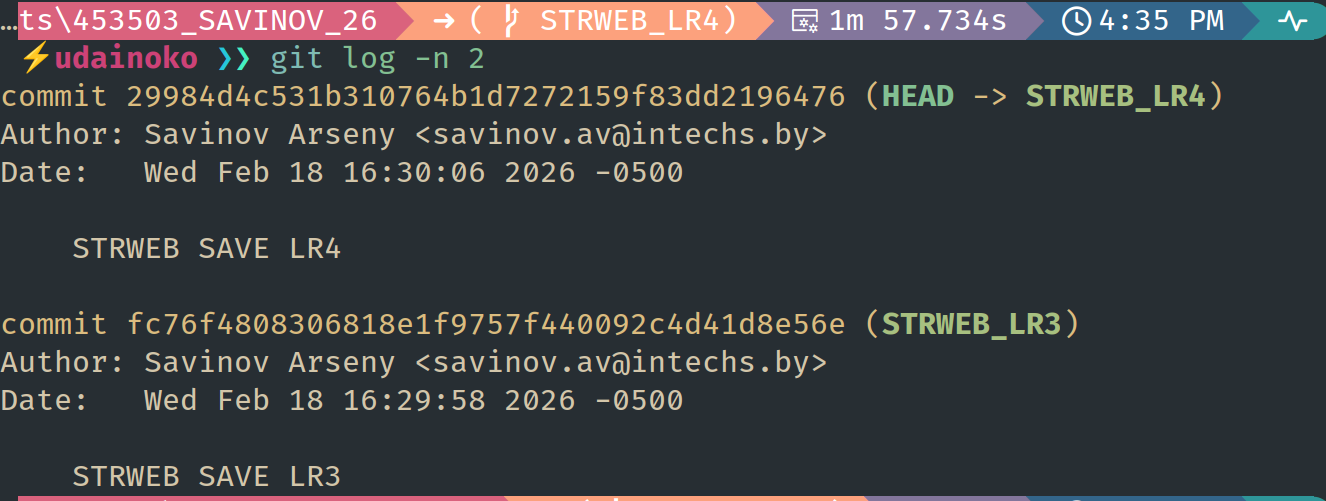 …ts\453503_SAVINOV_26 ➜ ( STRWEB_LR4) 1m 57.734s 4:35 PM
⚡udainoko ❯❯ git log -n 2
commit 29984d4c531b310764b1d7272159f83dd2196476 (HEAD -> STRWEB_LR4)
Author: Savinov Arseny <savinov.av@intechs.by>
Date:   Wed Feb 18 16:30:06 2026 -0500
    STRWEB SAVE LR4
commit fc76f4808306818e1f9757f440092c4d41d8e56e (STRWEB_LR3)
Author: Savinov Arseny <savinov.av@intechs.by>
Date:   Wed Feb 18 16:29:58 2026 -0500
    STRWEB SAVE LR3